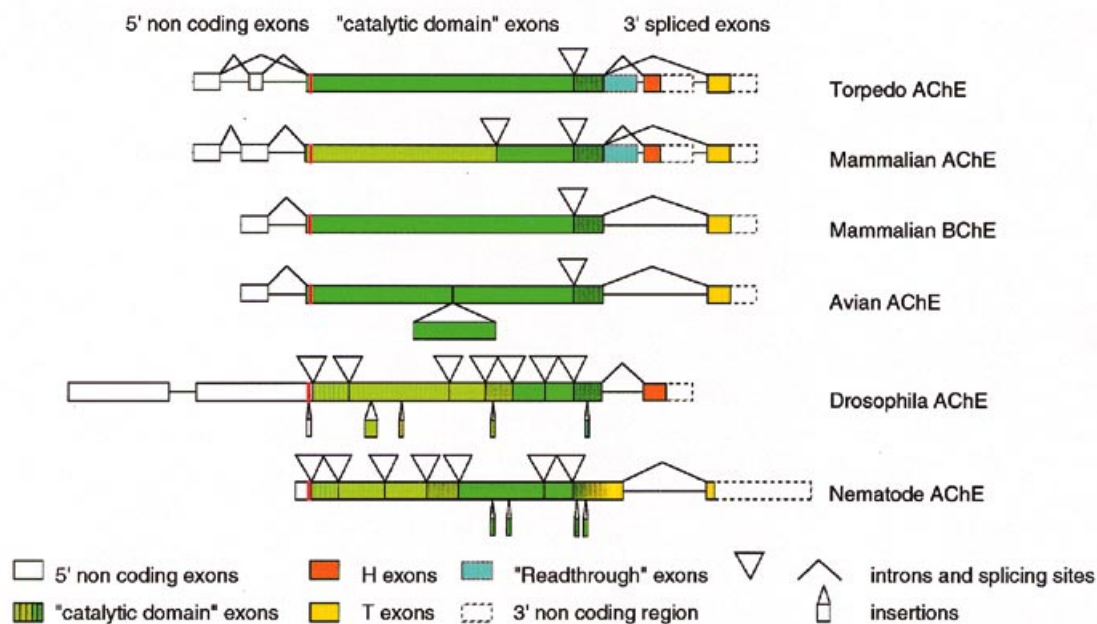 5' non coding exons "catalytic domain" exons 3' spliced exons
Torpedo AChE
Mammalian AChE
Mammalian BChE
Avian AChE
Drosophila AChE
Nematode AChE
5' non coding exons H exons "Readthrough" exons introns and splicing sites
"catalytic domain" exons T exons 3' non coding region insertions